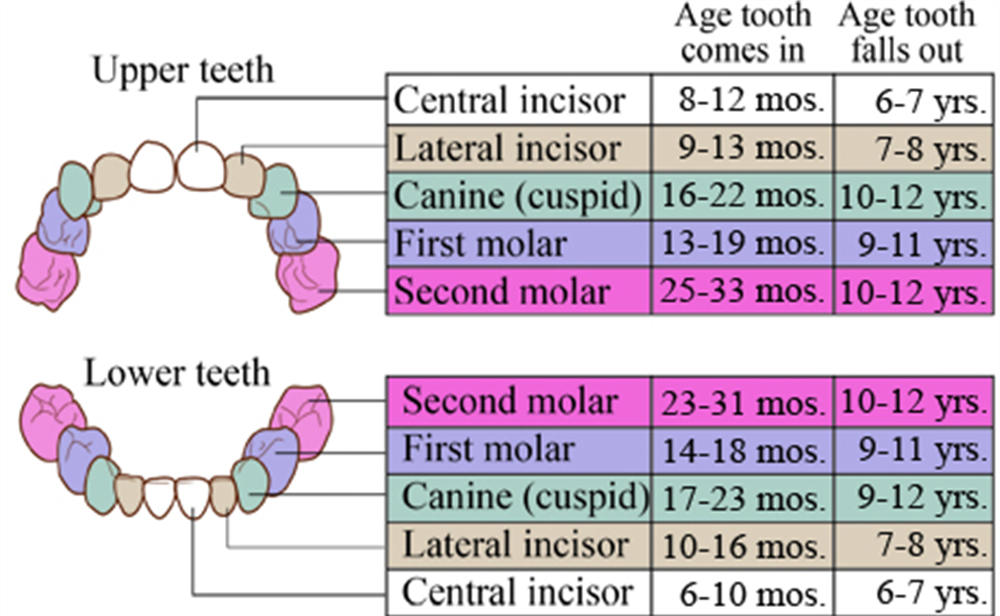 Age tooth comes in Age tooth falls out
Upper teeth
Central incisor 8-12 mos. 6-7 yrs.
Lateral incisor 9-13 mos. 7-8 yrs.
Canine (cuspid) 16-22 mos. 10-12 yrs.
First molar 13-19 mos. 9-11 yrs.
Second molar 25-33 mos. 10-12 yrs.
Lower teeth
Second molar 23-31 mos. 10-12 yrs.
First molar 14-18 mos. 9-11 yrs.
Canine (cuspid) 17-23 mos. 9-12 yrs.
Lateral incisor 10-16 mos. 7-8 yrs.
Central incisor 6-10 mos. 6-7 yrs.